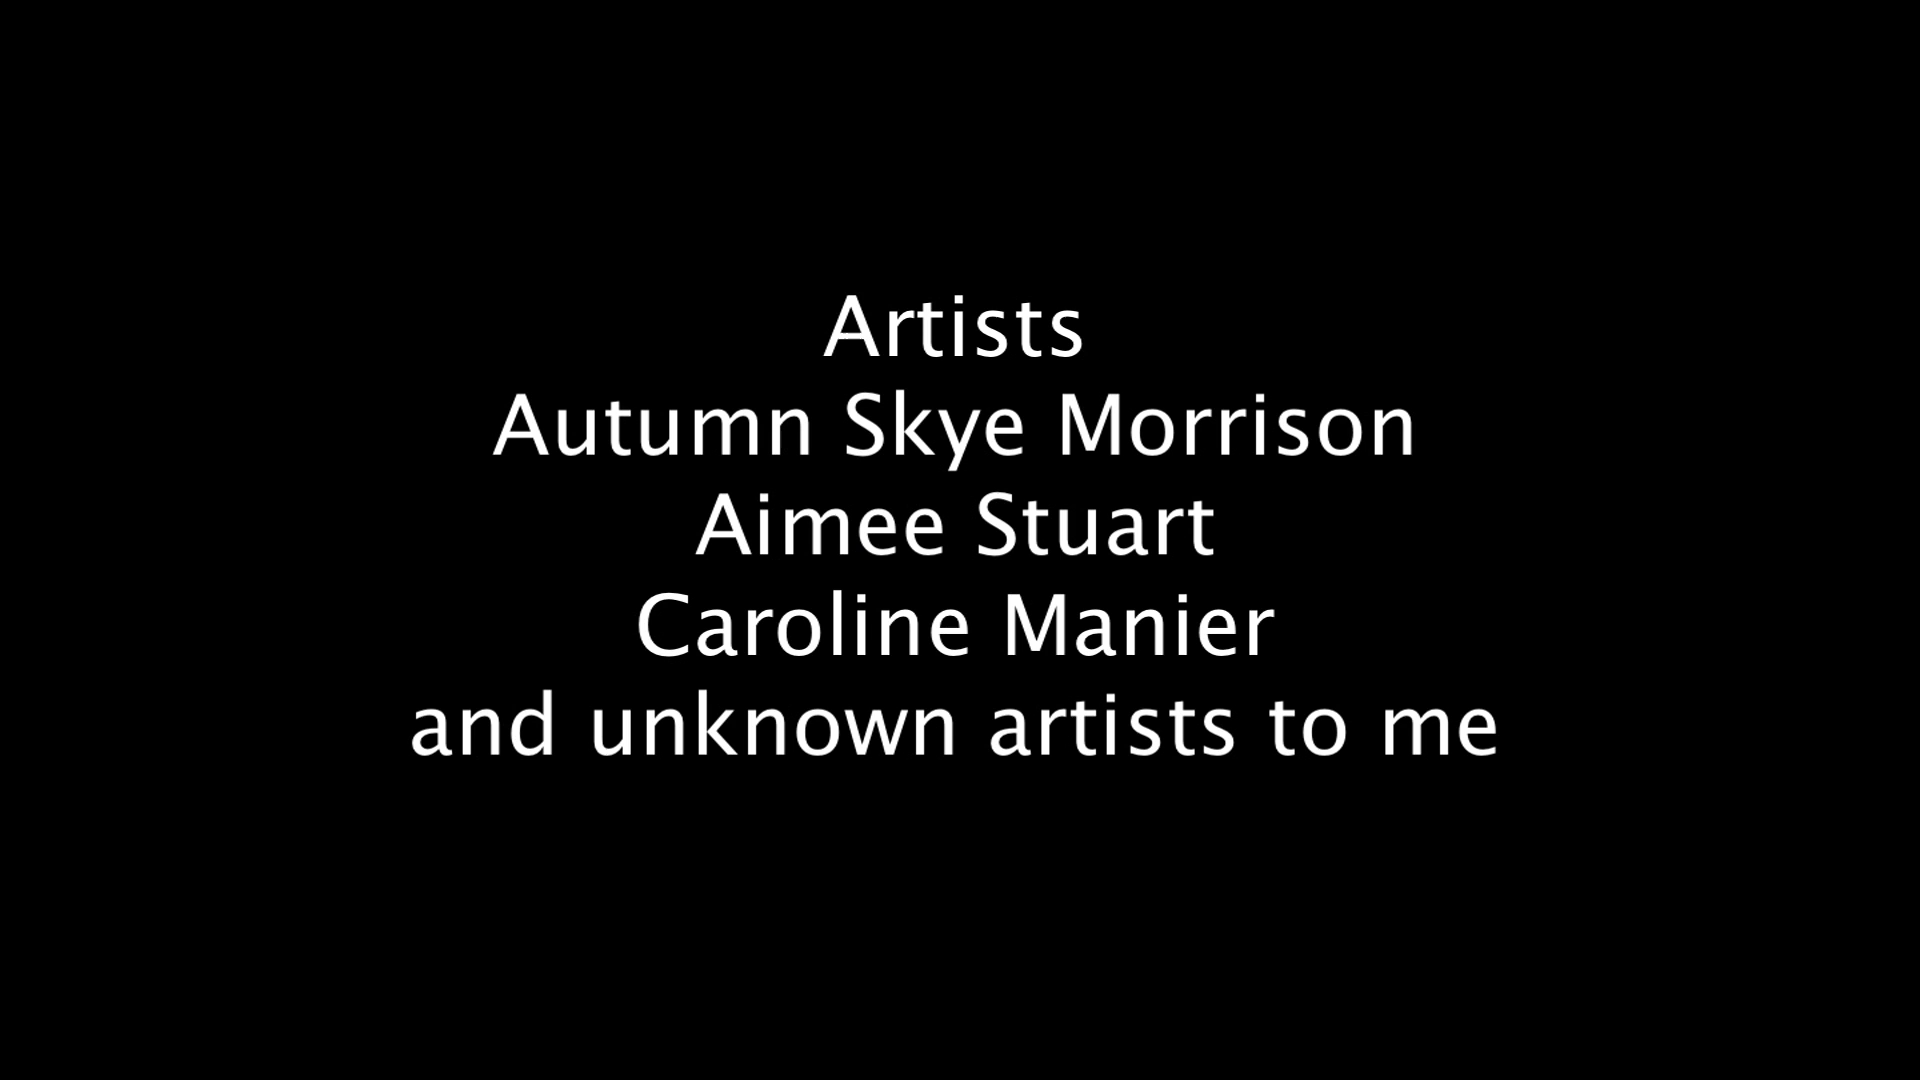 Artists
Autumn Skye Morrison
Aimee Stuart
Caroline Manier
and unknown artists to me